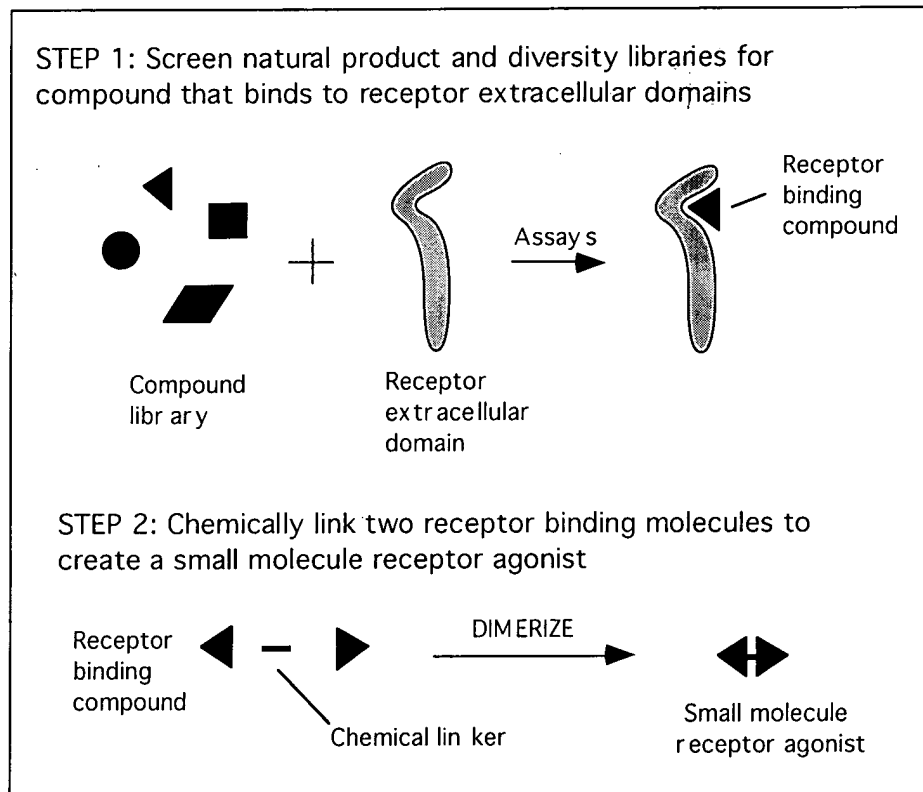 STEP 1: Screen natural product and diversity libraries for
compound that binds to receptor extracellular domains
Receptor
binding
compound
Assays
Compound
library
Receptor
extracellular
domain
STEP 2: Chemically link two receptor binding molecules to
create a small molecule receptor agonist
Receptor
binding
compound
DIMERIZE
Chemical linker
Small molecule
receptor agonist